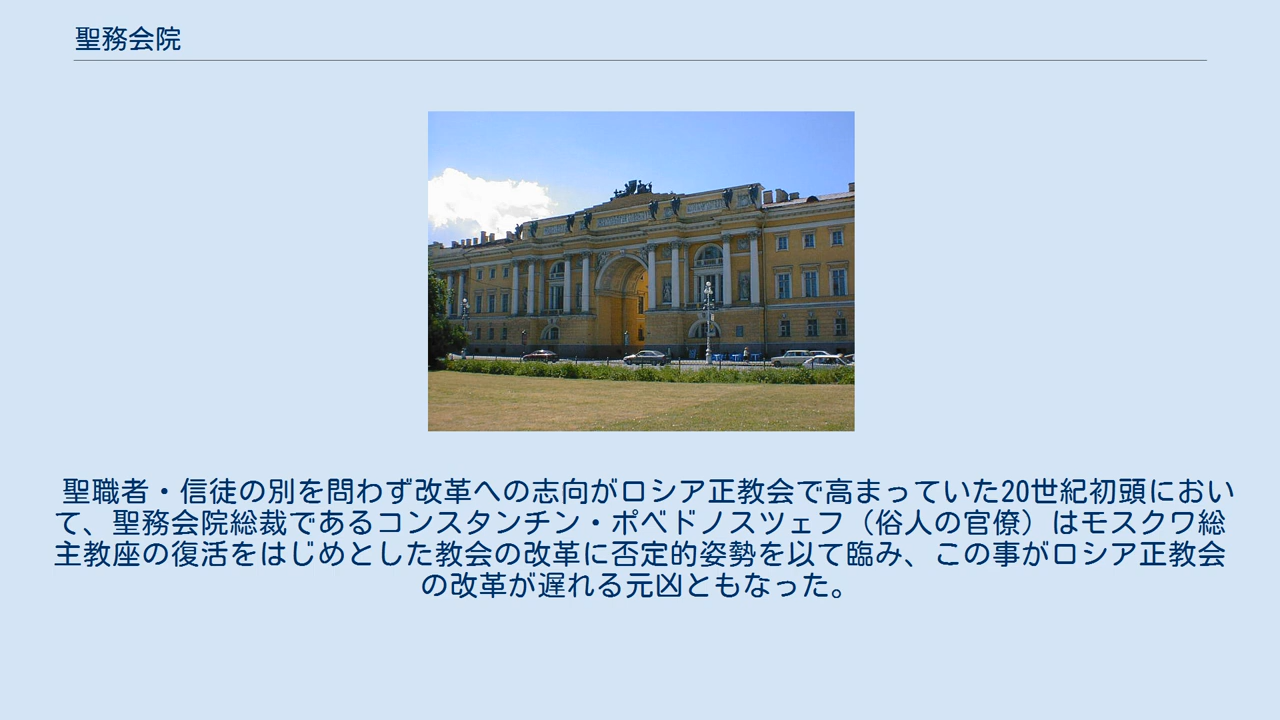 聖務会院
聖職者・信徒の別を問わず改革への志向がロシア正教会で高まっていた20世紀初頭におい
て、聖務会院総裁であるコンスタンチン・ポベドノスツェフ（俗人の官僚）はモスクワ総
主教座の復活をはじめとした教会の改革に否定的姿勢を以て臨み、この事がロシア正教会
の改革が遅れる元凶ともなった。